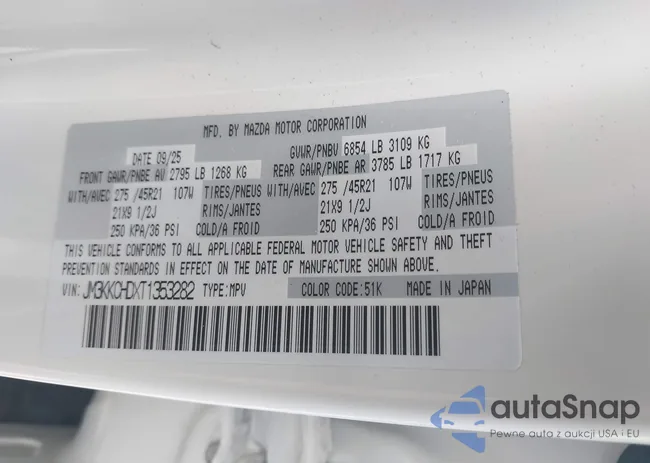 MFD. BY MAZDA MOTOR CORPORATION
DATE 09/25 GVWR/PNBV 6854 LB 3109 KG
FRONT GAWR/PNBE AV 2795 LB 1268 KG REAR GAWR/PNBE AR 3785 LB 1717 KG
WITH/AVEC 275 /45R21 107W TIRES/PNEUS WITH/AVEC 275 /45R21 107W TIRES/PNEUS
21X9 1/2J RIMS/JANTES 21X9 1/2J RIMS/JANTES
250 KPA/36 PSI COLD/A FROID 250 KPA/36 PSI COLD/A FROID
THIS VEHICLE CONFORMS TO ALL APPLICABLE FEDERAL MOTOR VEHICLE SAFETY AND THEFT
PREVENTION STANDARDS IN EFFECT ON THE DATE OF MANUFACTURE SHOWN ABOVE.
VIN: JM3KKCHDXT1353282 TYPE:MPV COLOR CODE:51K MADE IN JAPAN
autaSnap
Pewne auta z aukcji USA i EU